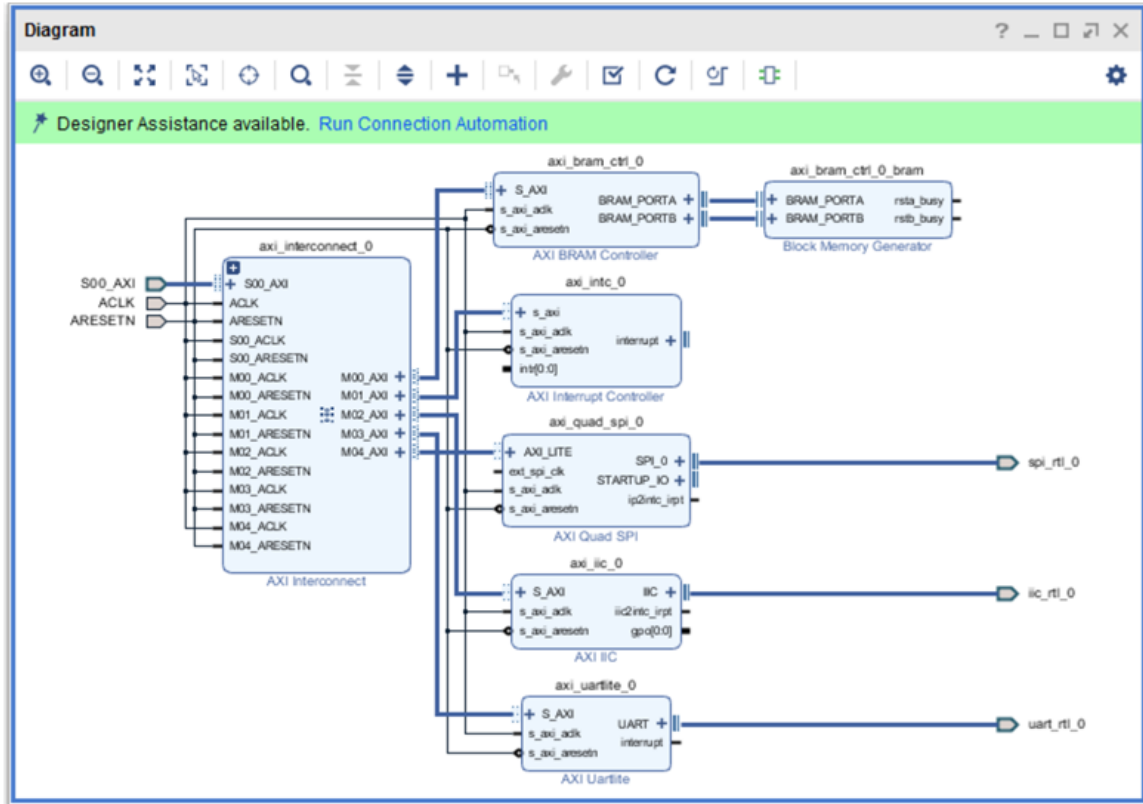 Diagram
Designer Assistance available. Run Connection Automation
axi_bram_ctrl_0
S_AXI
s_axi_aclk
s_axi_aresetn
BRAM_PORTA
BRAM_PORTB
AXI BRAM Controller
axi_bram_ctrl_0_bram
BRAM_PORTA
BRAM_PORTB
rsta_busy
rstb_busy
Block Memory Generator
S00_AXI
ACLK
ARESETN
axi_interconnect_0
S00_AXI
ACLK
ARESETN
S00_ACLK
S00_ARESETN
M00_ACLK
M00_ARESETN
M01_ACLK
M01_ARESETN
M02_ACLK
M02_ARESETN
M03_ACLK
M03_ARESETN
M04_ACLK
M04_ARESETN
M00_AXI
M01_AXI
M02_AXI
M03_AXI
M04_AXI
AXI Interconnect
axi_intc_0
s_axi
s_axi_aclk
s_axi_aresetn
intr[0:0]
interrupt
AXI Interrupt Controller
axi_quad_spi_0
AXI_LITE
ext_spi_clk
s_axi_aclk
s_axi_aresetn
SPI_0
STARTUP_IO
ip2intc_irpt
AXI Quad SPI
spi_rtl_0
axi_iic_0
S_AXI
s_axi_aclk
s_axi_aresetn
IIC
iic2intc_irpt
gpo[0:0]
AXI IIC
iic_rtl_0
axi_uartlite_0
S_AXI
s_axi_aclk
s_axi_aresetn
UART
interrupt
AXI Uartlite
uart_rtl_0